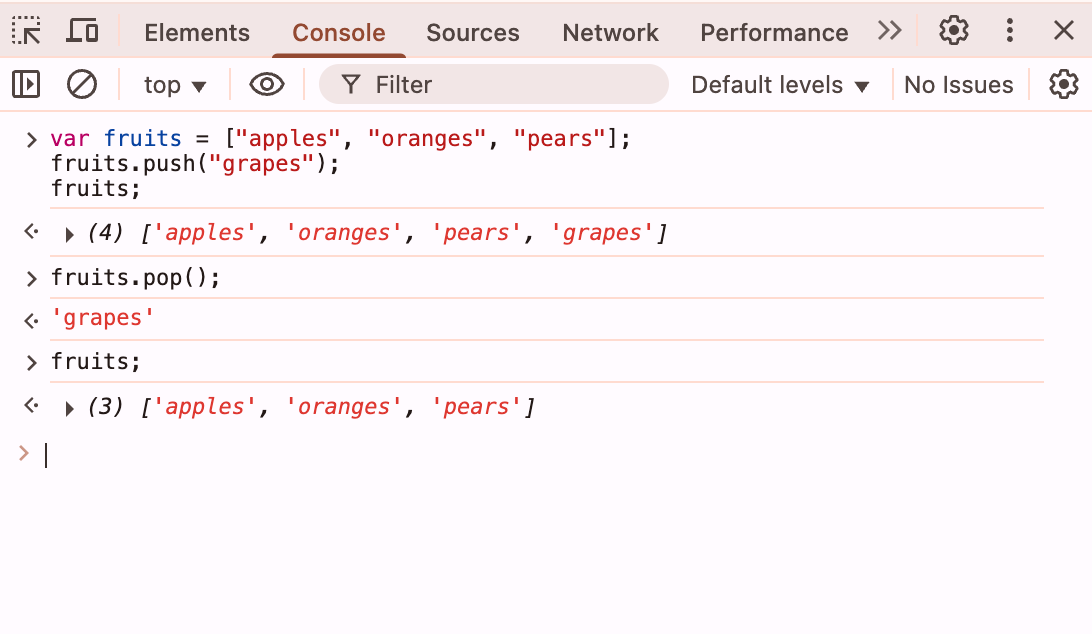 Elements Console Sources Network Performance
top Filter Default levels No Issues
var fruits = ["apples", "oranges", "pears"];
fruits.push("grapes");
fruits;
(4) ['apples', 'oranges', 'pears', 'grapes']
fruits.pop();
'grapes'
fruits;
(3) ['apples', 'oranges', 'pears']